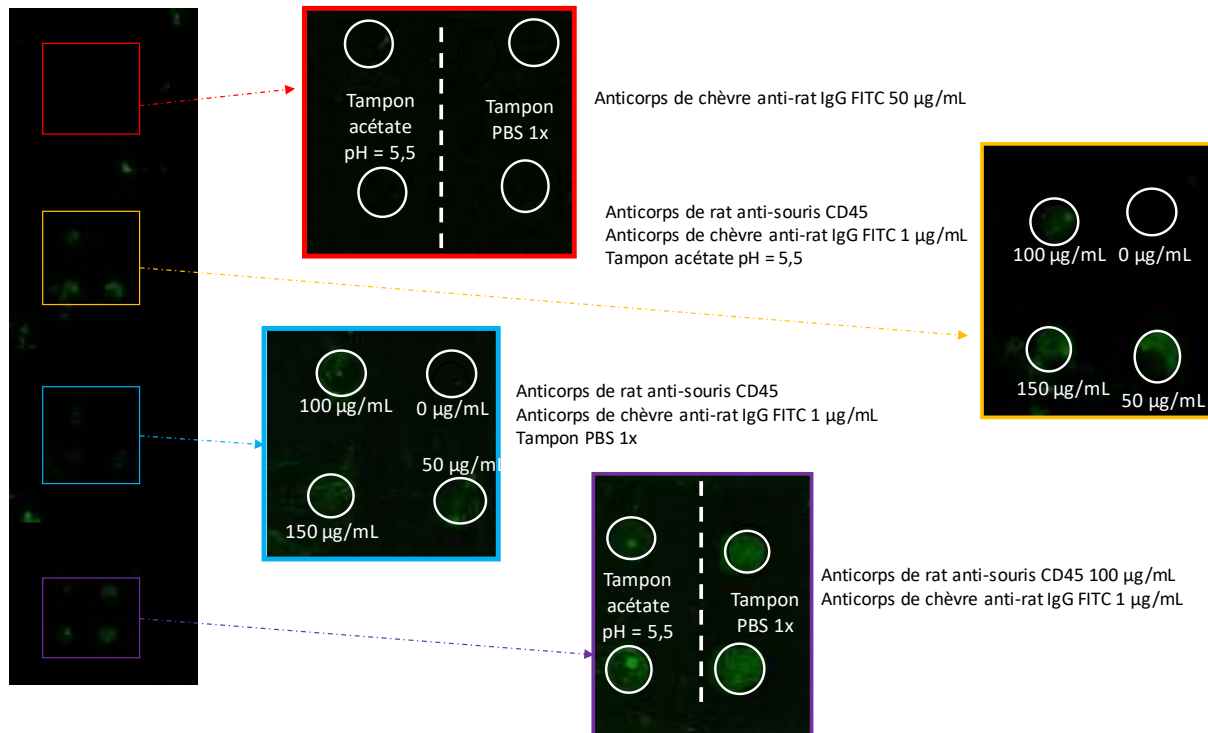 Tampon
acétate
pH = 5,5
Tampon
PBS 1x
Anticorps de chèvre anti-rat IgG FITC 50 µg/mL
Anticorps de rat anti-souris CD45
Anticorps de chèvre anti-rat IgG FITC 1 µg/mL
Tampon acétate pH = 5,5
100 µg/mL
0 µg/mL
150 µg/mL
50 µg/mL
100 µg/mL
0 µg/mL
50 µg/mL
150 µg/mL
Anticorps de rat anti-souris CD45
Anticorps de chèvre anti-rat IgG FITC 1 µg/mL
Tampon PBS 1x
Tampon
acétate
pH = 5,5
Tampon
PBS 1x
Anticorps de rat anti-souris CD45 100 µg/mL
Anticorps de chèvre anti-rat IgG FITC 1 µg/mL